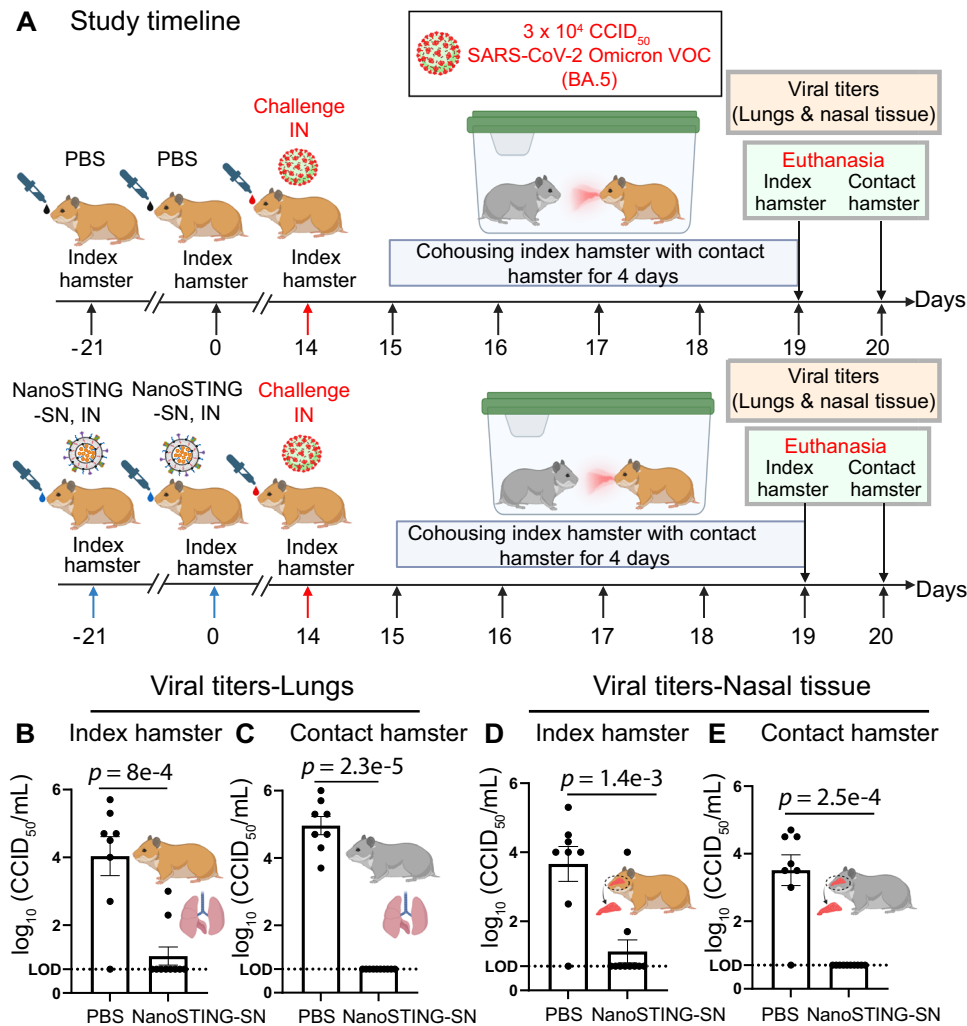 A Study timeline
3 x 10⁴ CCID₅₀
SARS-CoV-2 Omicron VOC
(BA.5)
Challenge
IN
PBS
PBS
Viral titers
(Lungs & nasal tissue)
Euthanasia
Index hamster
Contact hamster
Index hamster
Index hamster
Index hamster
Cohousing index hamster with contact
hamster for 4 days
Days
-21 0 14 15 16 17 18 19 20
NanoSTING
-SN, IN
NanoSTING
-SN, IN
Challenge
IN
Viral titers
(Lungs & nasal tissue)
Euthanasia
Index hamster
Contact hamster
Index hamster
Index hamster
Index hamster
Cohousing index hamster with contact
hamster for 4 days
Days
-21 0 14 15 16 17 18 19 20
Viral titers-Lungs
Viral titers-Nasal tissue
B Index hamster
p = 8e-4
log₁₀ (CCID₅₀/mL)
6
4
2
LOD
0
PBS NanoSTING-SN
C Contact hamster
p = 2.3e-5
log₁₀ (CCID₅₀/mL)
6
4
2
LOD
0
PBS NanoSTING-SN
D Index hamster
p = 1.4e-3
log₁₀ (CCID₅₀/mL)
6
4
2
LOD
0
PBS NanoSTING-SN
E Contact hamster
p = 2.5e-4
log₁₀ (CCID₅₀/mL)
6
4
2
LOD
0
PBS NanoSTING-SN